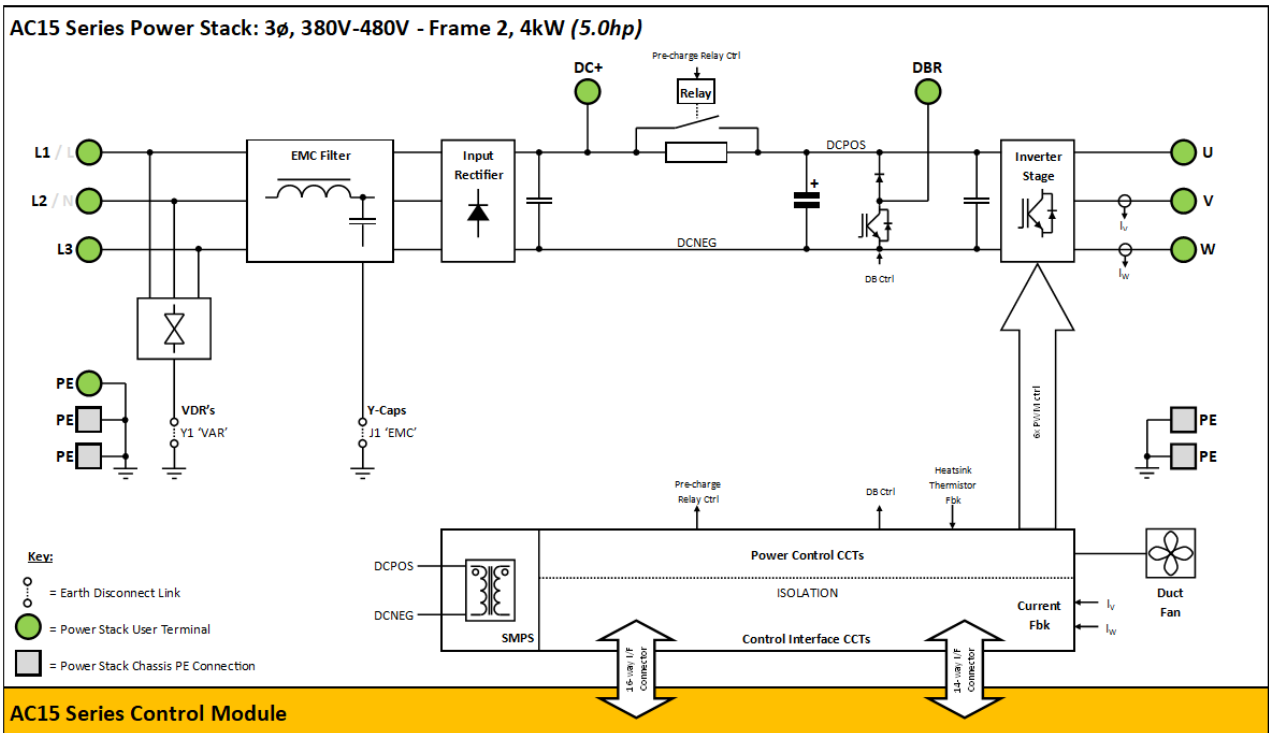 AC15 Series Power Stack: 3ø, 380V-480V - Frame 2, 4kW (5.0hp)
Pre-charge Relay Ctrl
DC+
DBR
Relay
L1 / L
EMC Filter
Input
Rectifier
DCPOS
Inverter
Stage
U
L2 / N
V
IV
L3
DCNEG
W
IW
DB Ctrl
PE
VDR's
Y1 'VAR'
Y-Caps
J1 'EMC'
PE
PE
6x PWM ctrl
PE
PE
Pre-charge
Relay Ctrl
DB Ctrl
Heatsink
Thermistor
Fbk
Key:
= Earth Disconnect Link
= Power Stack User Terminal
= Power Stack Chassis PE Connection
DCPOS
DCNEG
SMPS
Power Control CCTs
ISOLATION
Control Interface CCTs
Current
Fbk
IV
IW
Duct
Fan
16-way I/F
Connector
14-way I/F
Connector
AC15 Series Control Module